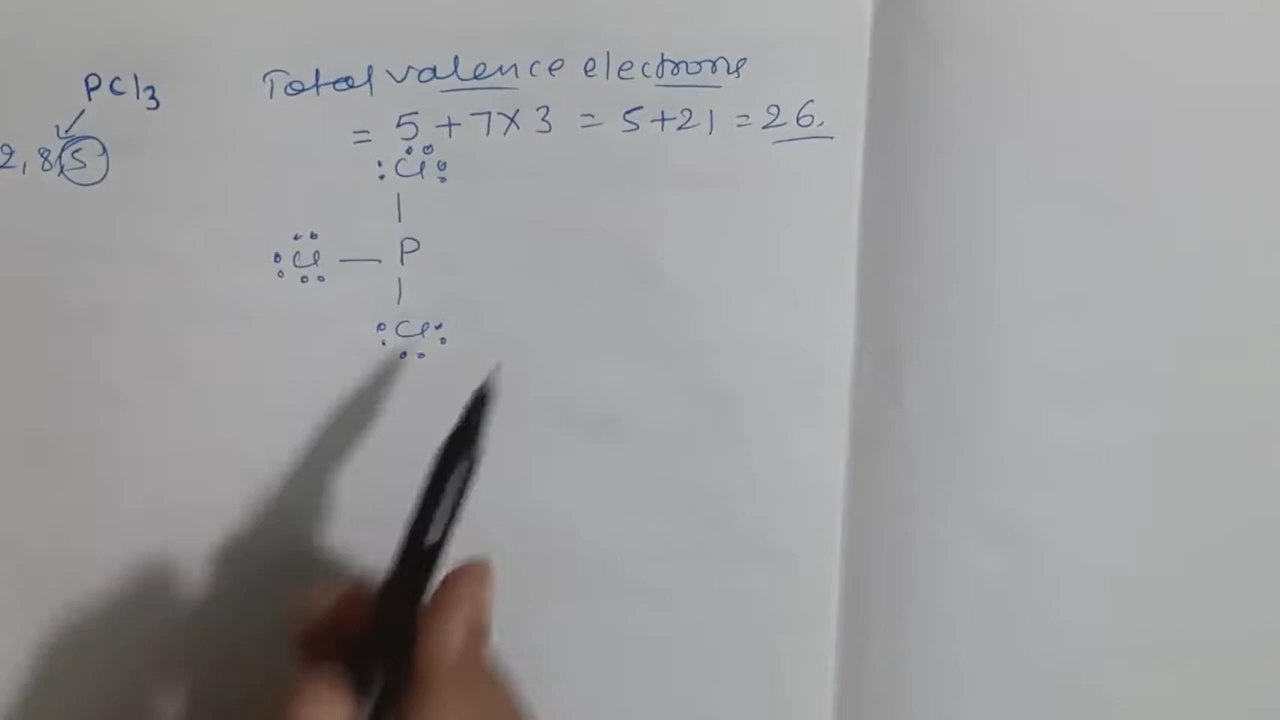 PCl3 Total valence electrons
= 5 + 7 x 3 = 5 + 21 = 26.
2, 8, 5
Cl
Cl — P
Cl